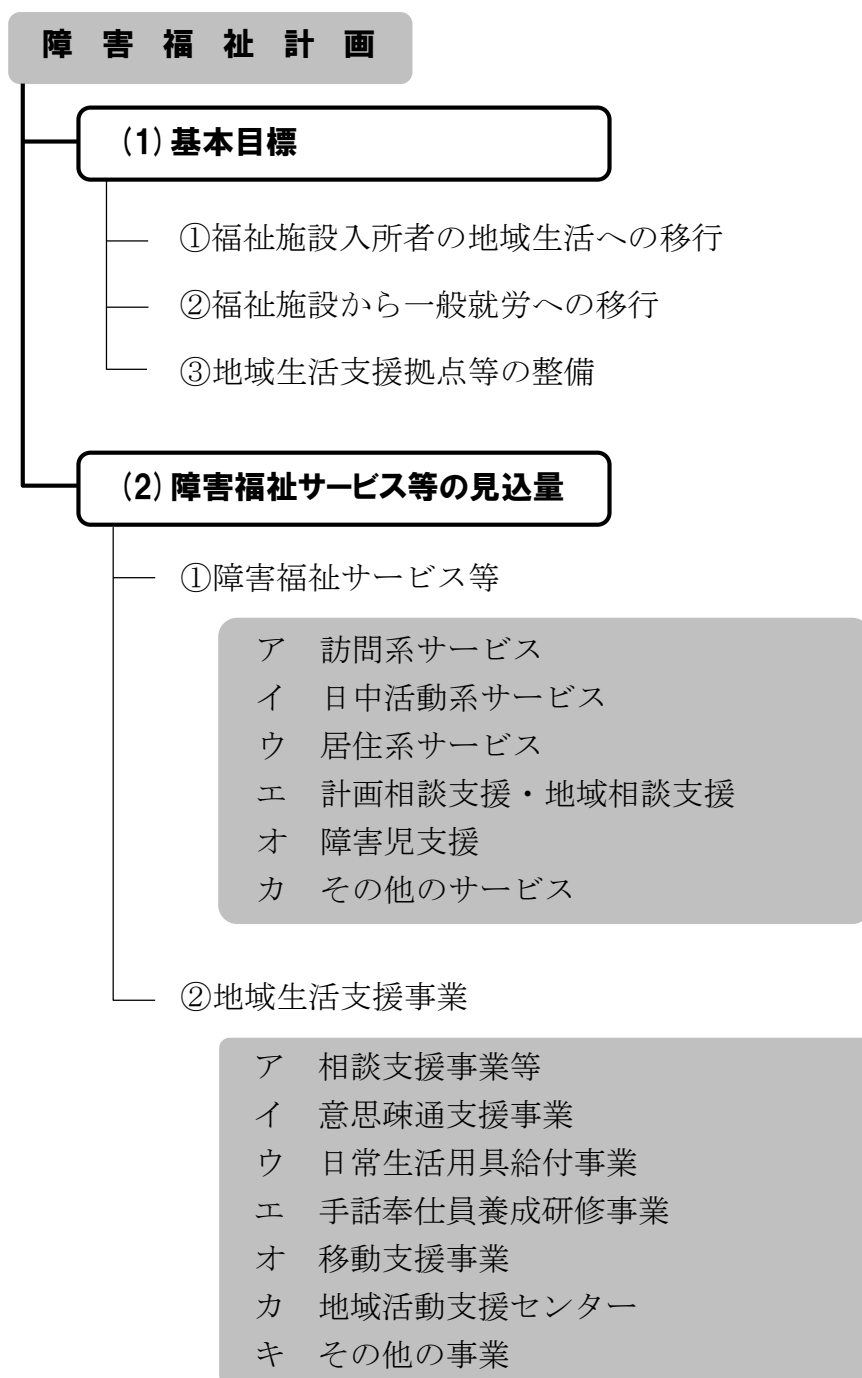 障害福祉計画
(1)基本目標
①福祉施設入所者の地域生活への移行
②福祉施設から一般就労への移行
③地域生活支援拠点等の整備
(2)障害福祉サービス等の見込量
①障害福祉サービス等
ア 訪問系サービス
イ 日中活動系サービス
ウ 居住系サービス
エ 計画相談支援・地域相談支援
オ 障害児支援
カ その他のサービス
②地域生活支援事業
ア 相談支援事業等
イ 意思疎通支援事業
ウ 日常生活用具給付事業
エ 手話奉仕員養成研修事業
オ 移動支援事業
カ 地域活動支援センター
キ その他の事業